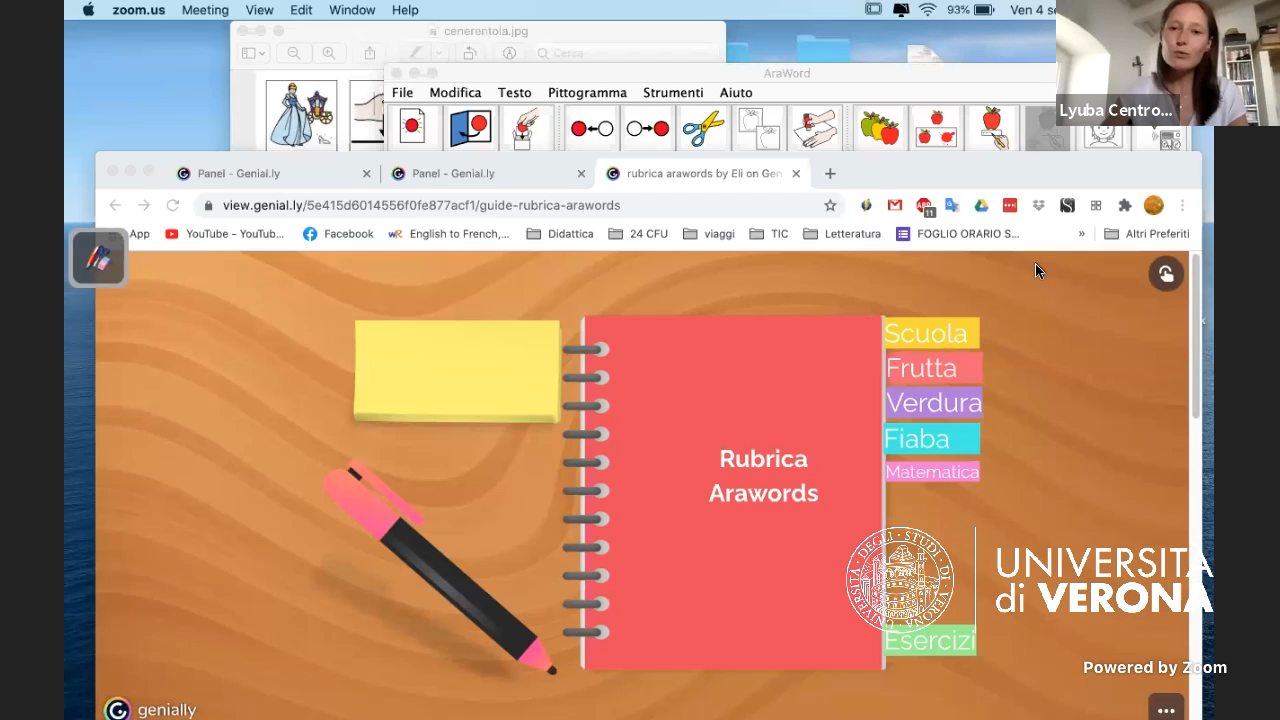 zoom.us Meeting View Edit Window Help 93% Ven 4 se
cenerentola.jpg
Cerca
AraWord
File Modifica Testo Pittogramma Strumenti Aiuto
Lyuba Centro...
Panel - Genial.ly Panel - Genial.ly rubrica arawords by Eli on Gen
view.genial.ly/5e415d6014556f0fe877acf1/guide-rubrica-arawords
11
App YouTube - YouTub... Facebook English to French,... Didattica 24 CFU viaggi TIC Letteratura FOGLIO ORARIO S... » Altri Preferiti
Scuola
Frutta
Verdura
Fiaba
Matematica
Rubrica
Arawords
UNIVERSITÀ
di VERONA
Esercizi
Powered by Zoom
genially